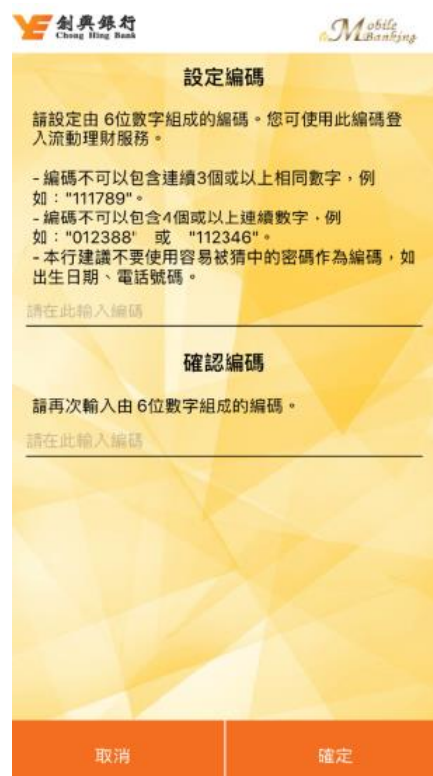 創興銀行
Chong Hing Bank
Mobile
Banking
設定編碼
請設定由 6位數字組成的編碼。您可使用此編碼登
入流動理財服務。
- 編碼不可以包含連續3個或以上相同數字，例
如："111789"。
- 編碼不可以包含4個或以上連續數字，例
如："012388" 或 "112346"。
- 本行建議不要使用容易被猜中的密碼作為編碼，如
出生日期、電話號碼。
請在此輸入編碼
確認編碼
請再次輸入由 6位數字組成的編碼。
請在此輸入編碼
取消
確定